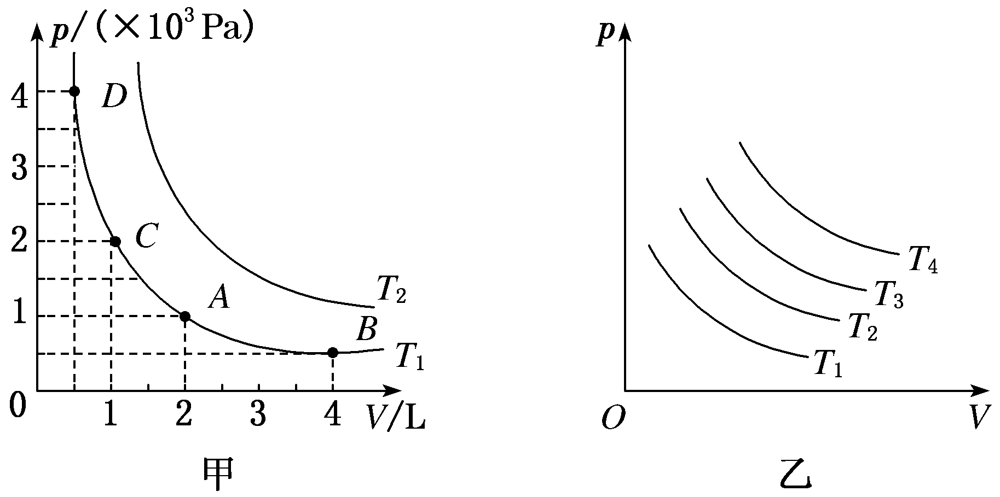 p/(×10³ Pa)
4
3
2
1
0
1
2
3
4
V/L
D
C
A
B
T₂
T₁
甲
p
T₄
T₃
T₂
T₁
O
V
乙